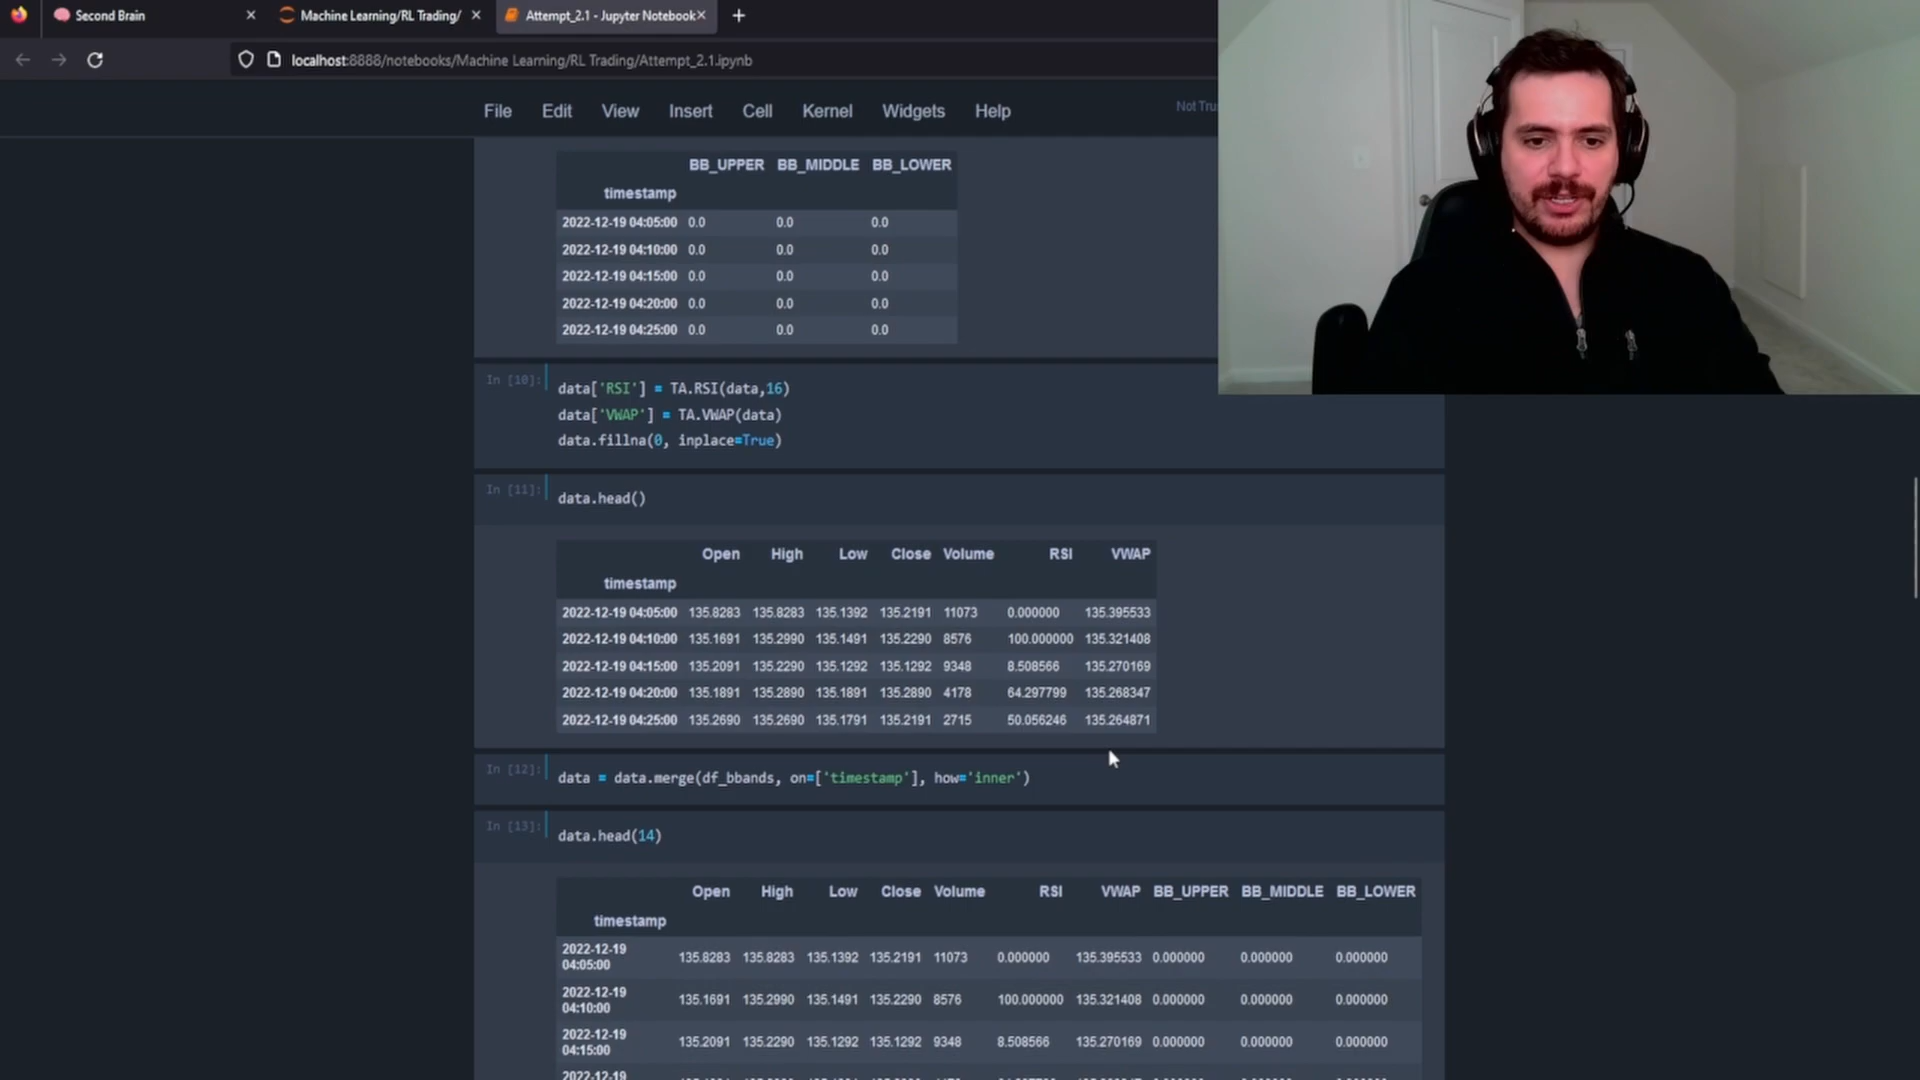 Second Brain
Machine Learning/RL Trading/
Attempt_2.1 - Jupyter Notebook
localhost:8888/notebooks/Machine Learning/RL Trading/Attempt_2.1.ipynb
File Edit View Insert Cell Kernel Widgets Help
Not Tru
BB_UPPER BB_MIDDLE BB_LOWER
timestamp
2022-12-19 04:05:00 0.0 0.0 0.0
2022-12-19 04:10:00 0.0 0.0 0.0
2022-12-19 04:15:00 0.0 0.0 0.0
2022-12-19 04:20:00 0.0 0.0 0.0
2022-12-19 04:25:00 0.0 0.0 0.0
In [10]: data['RSI'] = TA.RSI(data,16)
data['VWAP'] = TA.VWAP(data)
data.fillna(0, inplace=True)
In [11]: data.head()
Open High Low Close Volume RSI VWAP
timestamp
2022-12-19 04:05:00 135.8283 135.8283 135.1392 135.2191 11073 0.000000 135.395533
2022-12-19 04:10:00 135.1691 135.2990 135.1491 135.2290 8576 100.000000 135.321408
2022-12-19 04:15:00 135.2091 135.2290 135.1292 135.1292 9348 8.508566 135.270169
2022-12-19 04:20:00 135.1891 135.2890 135.1891 135.2890 4178 64.297799 135.268347
2022-12-19 04:25:00 135.2690 135.2690 135.1791 135.2191 2715 50.056246 135.264871
In [12]: data = data.merge(df_bbands, on=['timestamp'], how='inner')
In [13]: data.head(14)
Open High Low Close Volume RSI VWAP BB_UPPER BB_MIDDLE BB_LOWER
timestamp
2022-12-19
04:05:00 135.8283 135.8283 135.1392 135.2191 11073 0.000000 135.395533 0.000000 0.000000 0.000000
2022-12-19
04:10:00 135.1691 135.2990 135.1491 135.2290 8576 100.000000 135.321408 0.000000 0.000000 0.000000
2022-12-19
04:15:00 135.2091 135.2290 135.1292 135.1292 9348 8.508566 135.270169 0.000000 0.000000 0.000000
2022-12-19